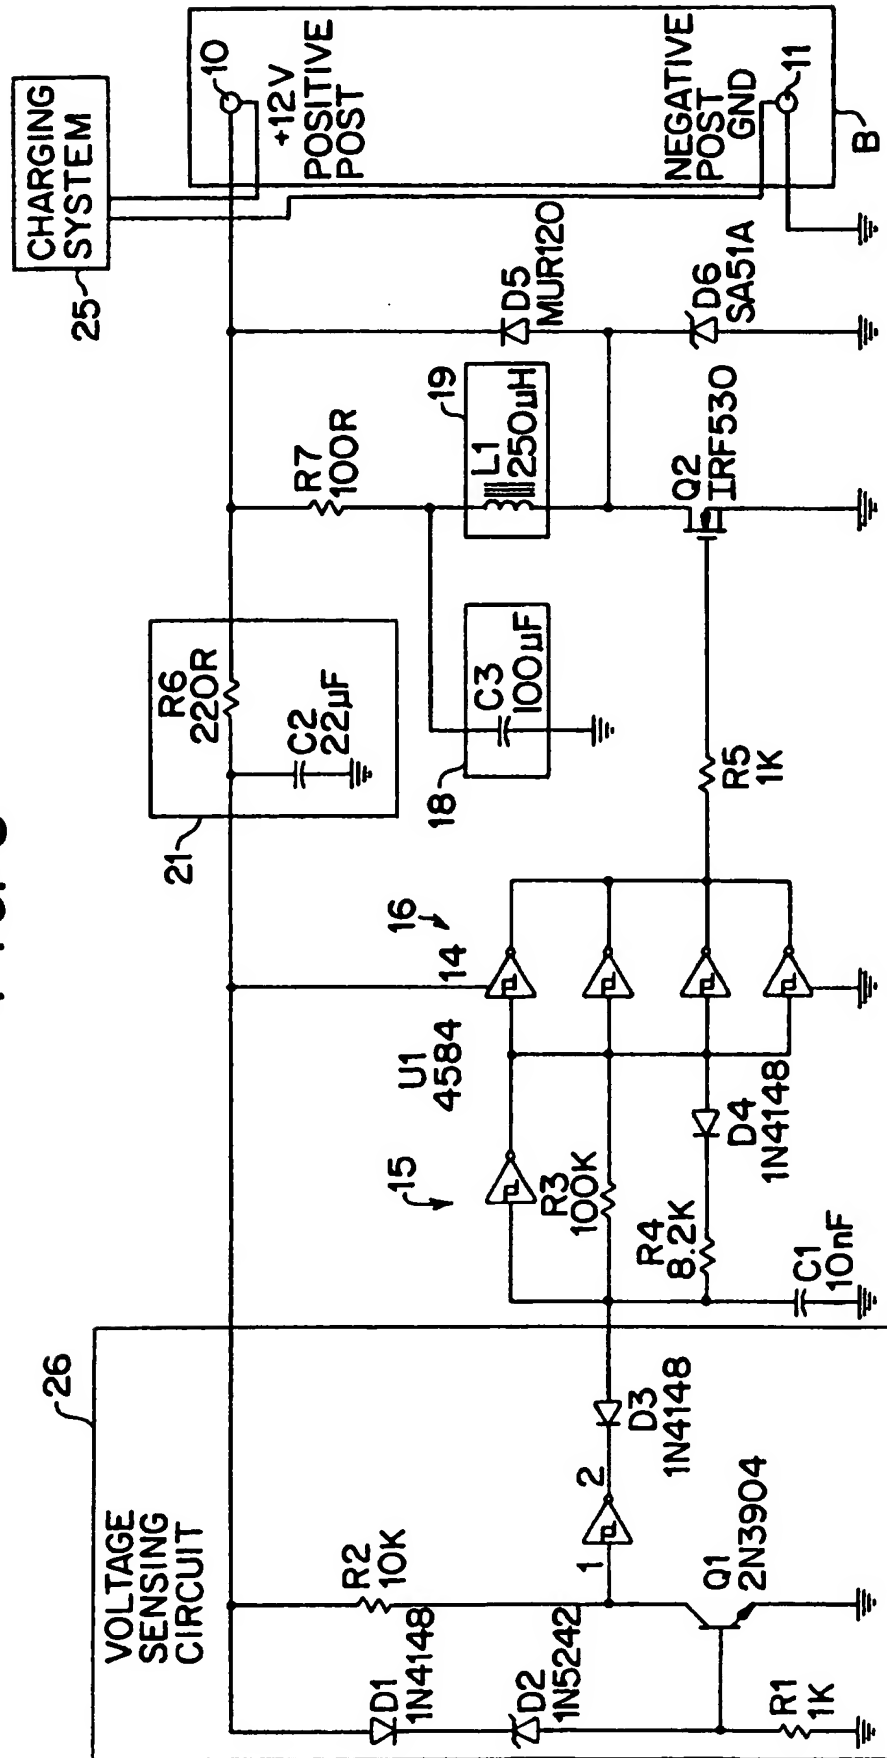 26
VOLTAGE
SENSING
CIRCUIT
R2
10K
D1
1N4148
D2
1N5242
R1
1K
Q1
2N3904
1
2
D3
1N4148
15
U1
4584
14
16
R3
100K
R4
8.2K
D4
1N4148
C1
10nF
21
R6
220R
C2
22µF
18
C3
100µF
R5
1K
R7
100R
19
L1
250µH
Q2
IRF530
D5
MUR120
D6
SA51A
25
CHARGING
SYSTEM
10
+12V
POSITIVE
POST
NEGATIVE
POST
GND
11
B